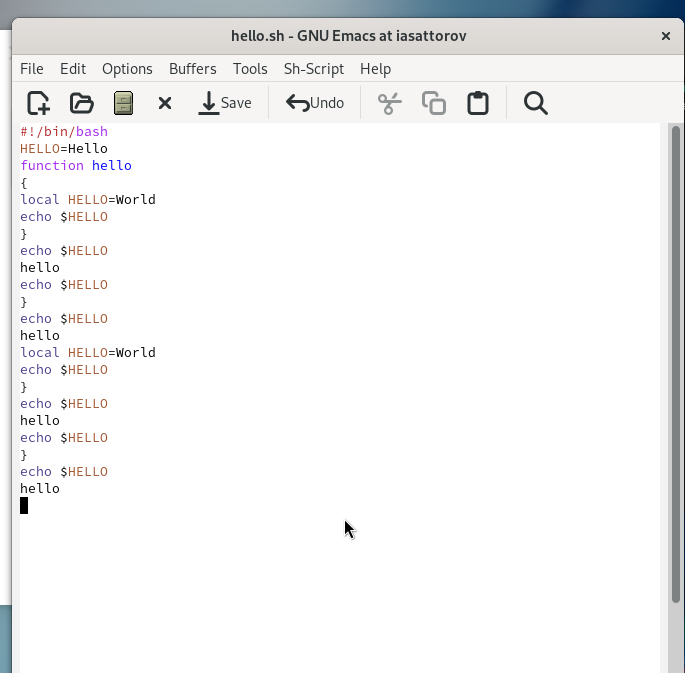 hello.sh - GNU Emacs at iasattorov
File Edit Options Buffers Tools Sh-Script Help
Save Undo
#!/bin/bash
HELLO=Hello
function hello
{
local HELLO=World
echo $HELLO
}
echo $HELLO
hello
echo $HELLO
}
echo $HELLO
hello
local HELLO=World
echo $HELLO
}
echo $HELLO
hello
echo $HELLO
}
echo $HELLO
hello